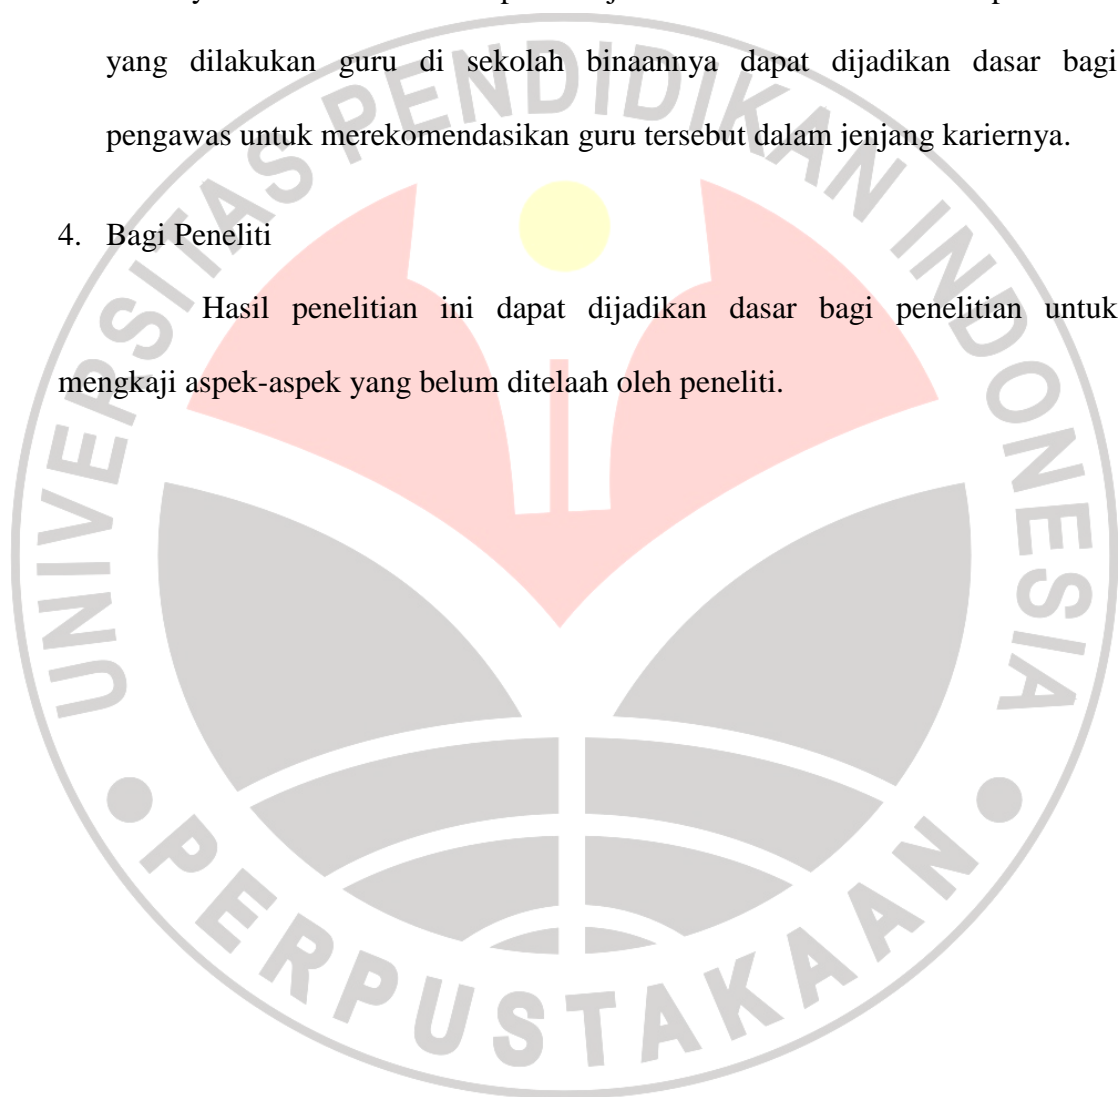 yang dilakukan guru di sekolah binaannya dapat dijadikan dasar bagi
pengawas untuk merekomendasikan guru tersebut dalam jenjang kariernya.
4. Bagi Peneliti
Hasil penelitian ini dapat dijadikan dasar bagi penelitian untuk
mengkaji aspek-aspek yang belum ditelaah oleh peneliti.
UNIVERSITAS PENDIDIKAN INDONESIA
PERPUSTAKAAN